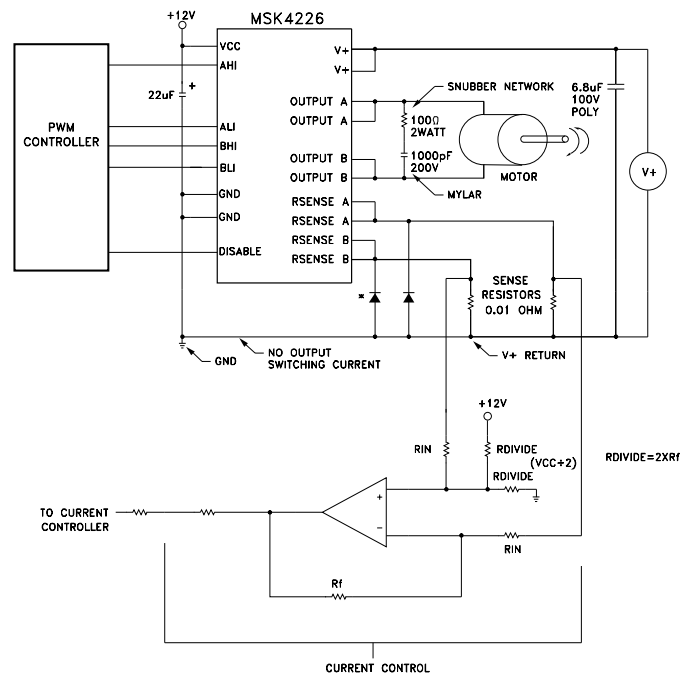 MSK4226
+12V
VCC
AHI
22uF
+
PWM
CONTROLLER
ALI
BHI
BLI
GND
GND
DISABLE
V+
V+
OUTPUT A
OUTPUT A
OUTPUT B
OUTPUT B
RSENSE A
RSENSE A
RSENSE B
RSENSE B
SNUBBER NETWORK
100Ω
2WATT
1000pF
200V
MYLAR
MOTOR
6.8uF
100V
POLY
V+
*
SENSE
RESISTORS
0.01 OHM
GND
NO OUTPUT
SWITCHING CURRENT
V+ RETURN
+12V
RIN
RDIVIDE
(VCC÷2)
RDIVIDE
RDIVIDE=2XRf
+
−
TO CURRENT
CONTROLLER
RIN
Rf
CURRENT CONTROL